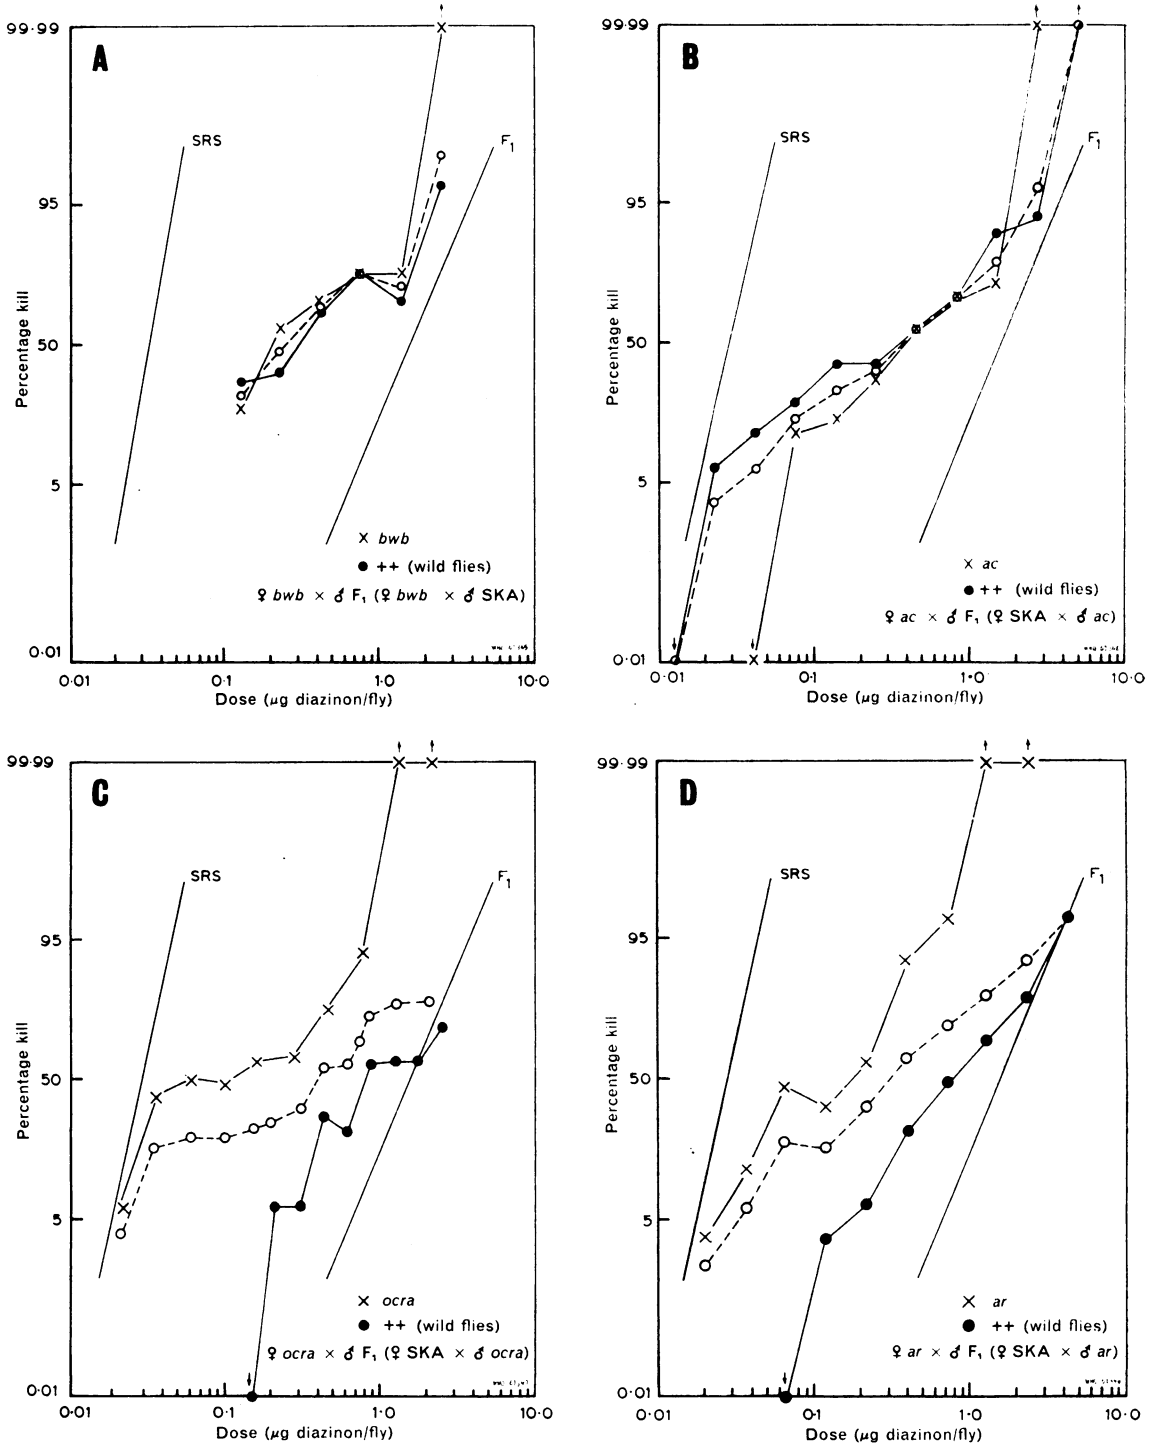 A
99·99
SRS
F₁
95
50
5
0·01
Percentage kill
× bwb
● ++ (wild flies)
♀ bwb × ♂ F₁ (♀ bwb × ♂ SKA)
0·01 0·1 1·0 10·0
Dose (μg diazinon/fly)
B
99·99
SRS
F₁
95
50
5
0·01
Percentage kill
× ac
● ++ (wild flies)
♀ ac × ♂ F₁ (♀ SKA × ♂ ac)
0·01 0·1 1·0 10·0
Dose (μg diazinon/fly)
C
99·99
SRS
F₁
95
50
5
0·01
Percentage kill
× ocra
● ++ (wild flies)
♀ ocra × ♂ F₁ (♀ SKA × ♂ ocra)
0·01 0·1 1·0 10·0
Dose (μg diazinon/fly)
D
99·99
SRS
F₁
95
50
5
0·01
Percentage kill
× ar
● ++ (wild flies)
♀ ar × ♂ F₁ (♀ SKA × ♂ ar)
0·01 0·1 1·0 10·0
Dose (μg diazinon/fly)